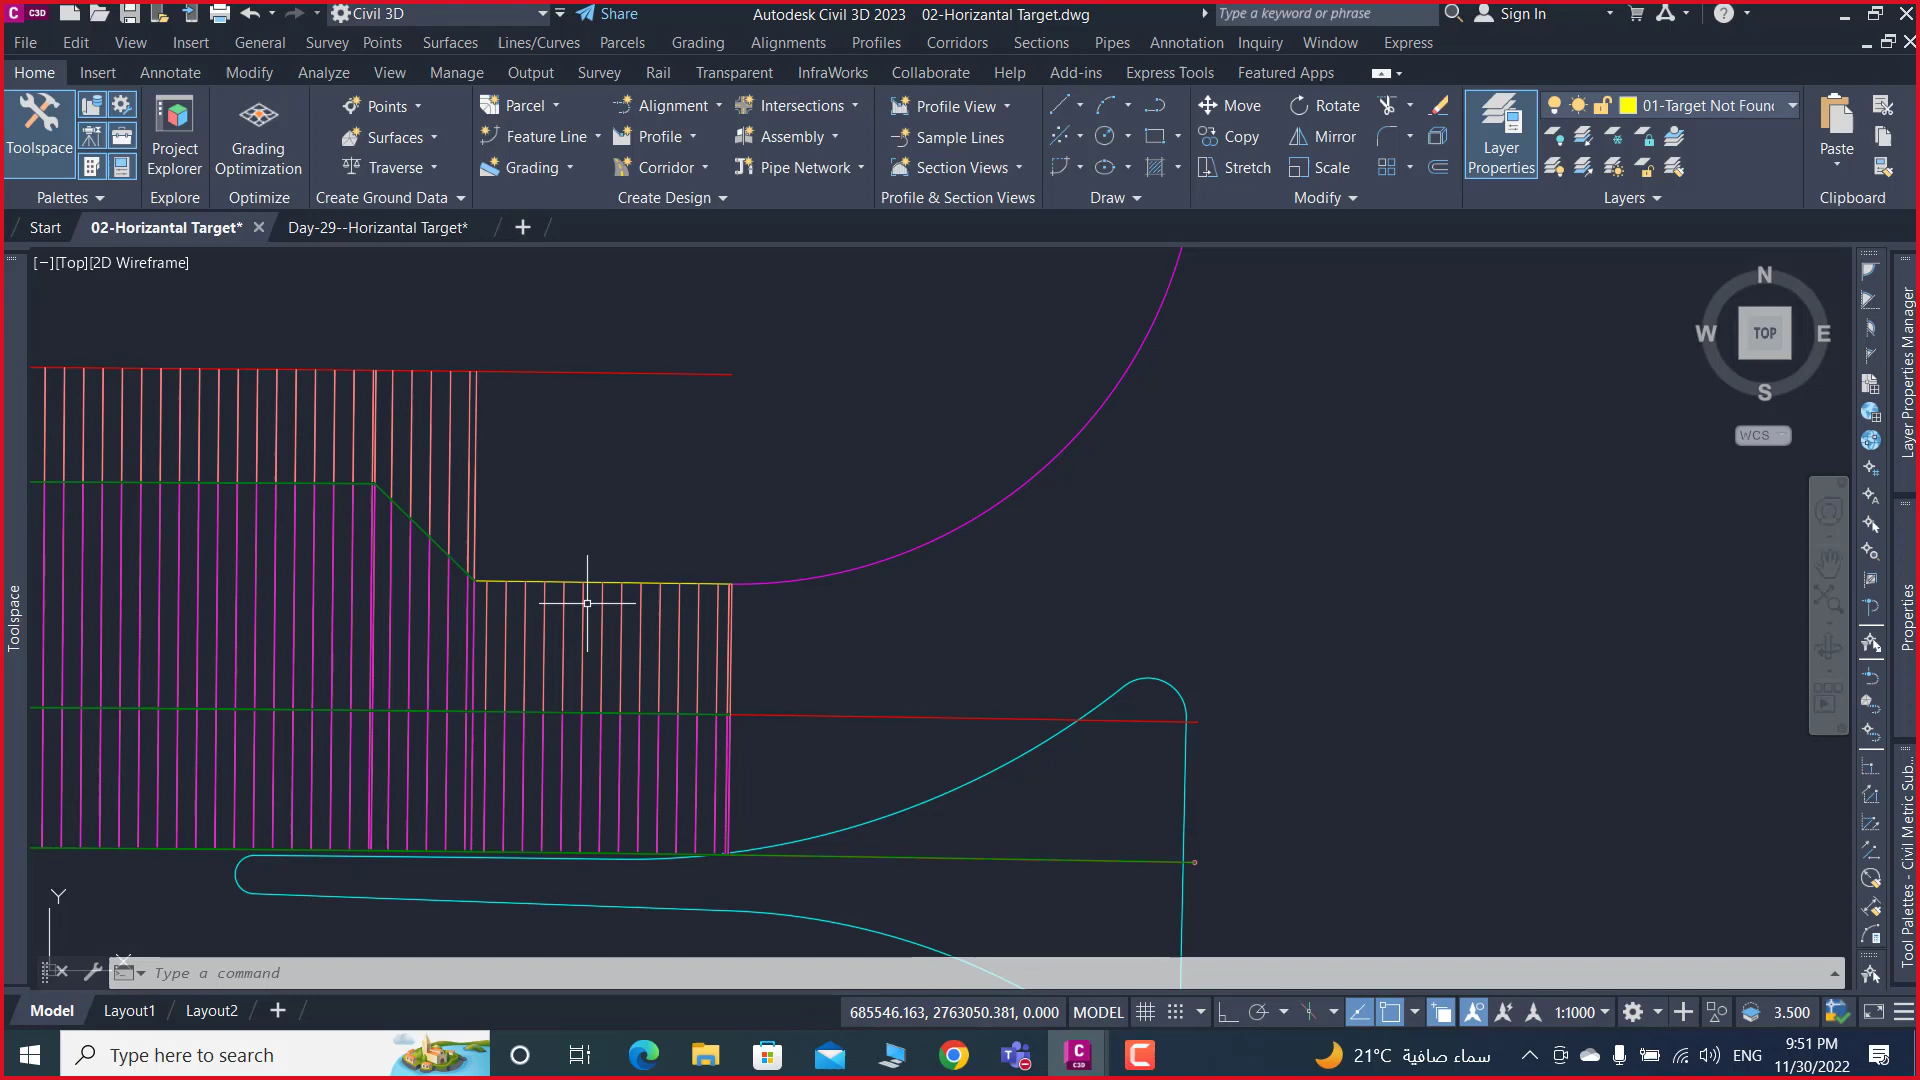 C C3D Civil 3D Share Autodesk Civil 3D 2023 02-Horizantal Target.dwg Type a keyword or phrase Sign In
File Edit View Insert General Survey Points Surfaces Lines/Curves Parcels Grading Alignments Profiles Corridors Sections Pipes Annotation Inquiry Window Express
Home Insert Annotate Modify Analyze View Manage Output Survey Rail Transparent InfraWorks Collaborate Help Add-ins Express Tools Featured Apps
Points Parcel Alignment Intersections Profile View Move Rotate 01-Target Not Foun
Surfaces Feature Line Profile Assembly Sample Lines Copy Mirror
Toolspace Project Explorer Grading Optimization Layer Properties Paste
Traverse Grading Corridor Pipe Network Section Views Stretch Scale
Palettes Explore Optimize Create Ground Data Create Design Profile & Section Views Draw Modify Layers Clipboard
Start 02-Horizantal Target* Day-29--Horizantal Target*
[−][Top][2D Wireframe]
N
W TOP E
S
WCS
Layer Properties Manager
Toolspace
Properties
Tool Palettes - Civil Metric Sub...
Y
X
Type a command
Model Layout1 Layout2 685546.163, 2763050.381, 0.000 MODEL 1:1000 3.500
Type here to search 21°C سماء صافية ENG 9:51 PM
11/30/2022